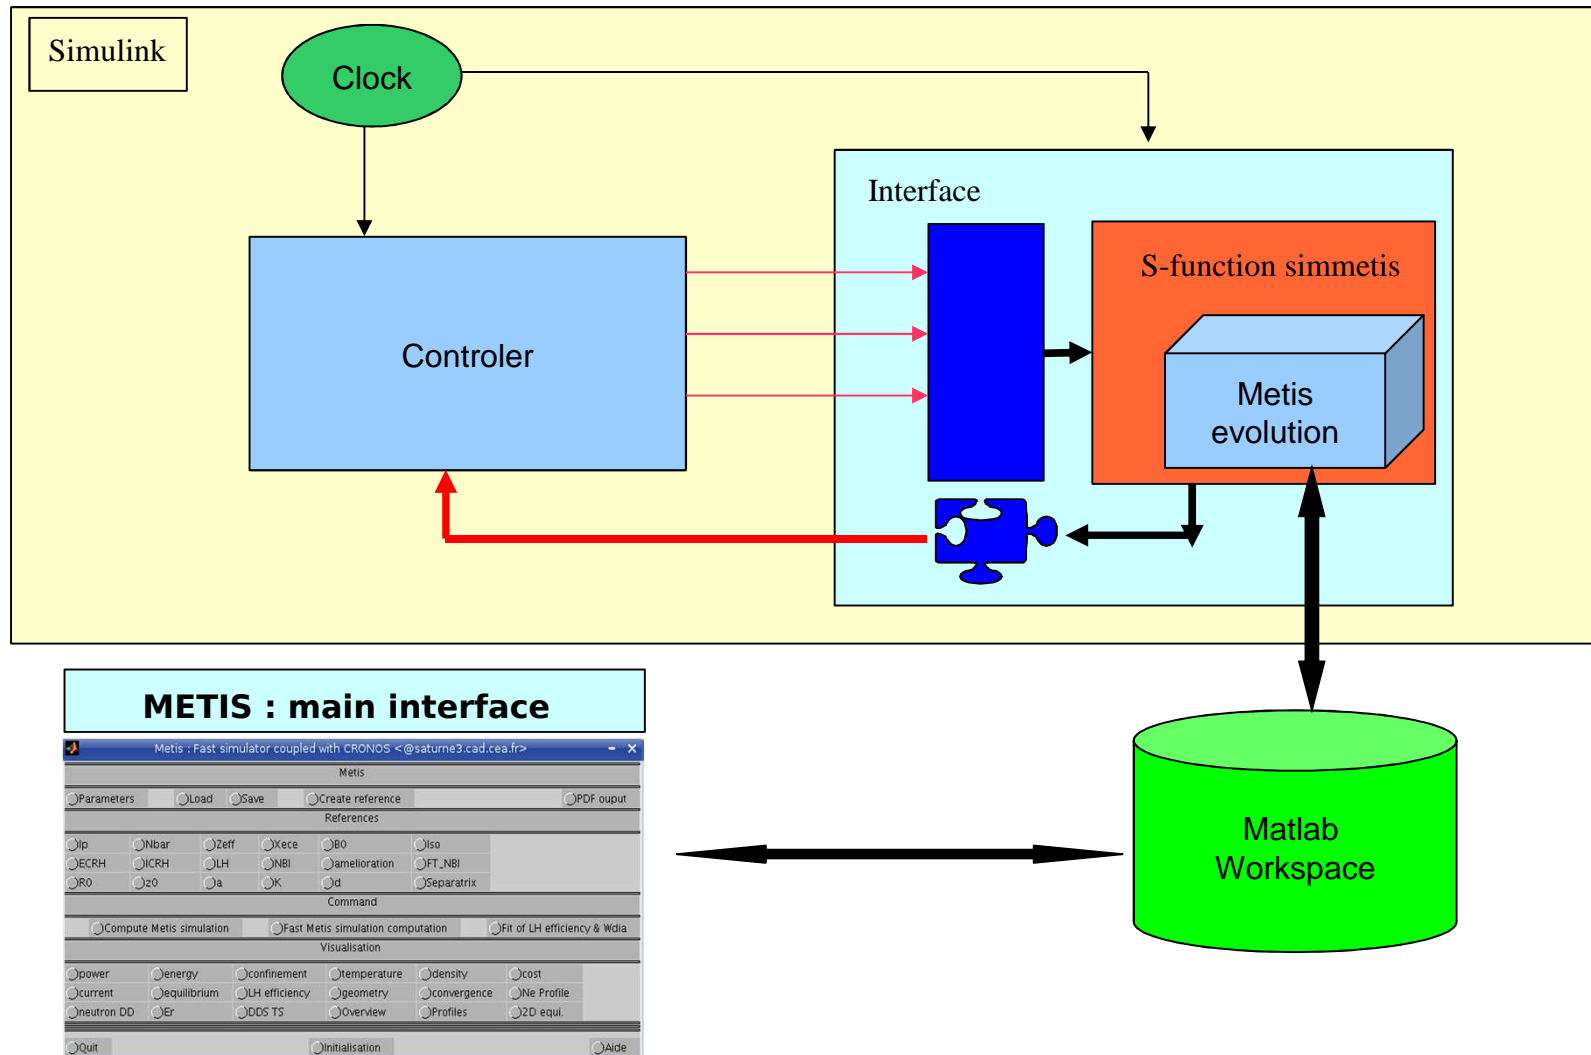 Simulink
Clock
Interface
S-function simmetis
Controler
Metis
evolution
METIS : main interface
Metis : Fast simulator coupled with CRONOS <@saturne3.cad.cea.fr>
Metis
Parameters Load Save Create reference PDF ouput
References
Ip Nbar Zeff Xece B0 Iso
ECRH ICRH LH NBI amelioration FT_NBI
R0 z0 a K d Separatrix
Command
Compute Metis simulation Fast Metis simulation computation Fit of LH efficiency & Wdia
Visualisation
power energy confinement temperature density cost
current equilibrium LH efficiency geometry convergence Ne Profile
neutron DD Er DDS TS Overview Profiles 2D equi.
Quit Initialisation Aide
Matlab
Workspace